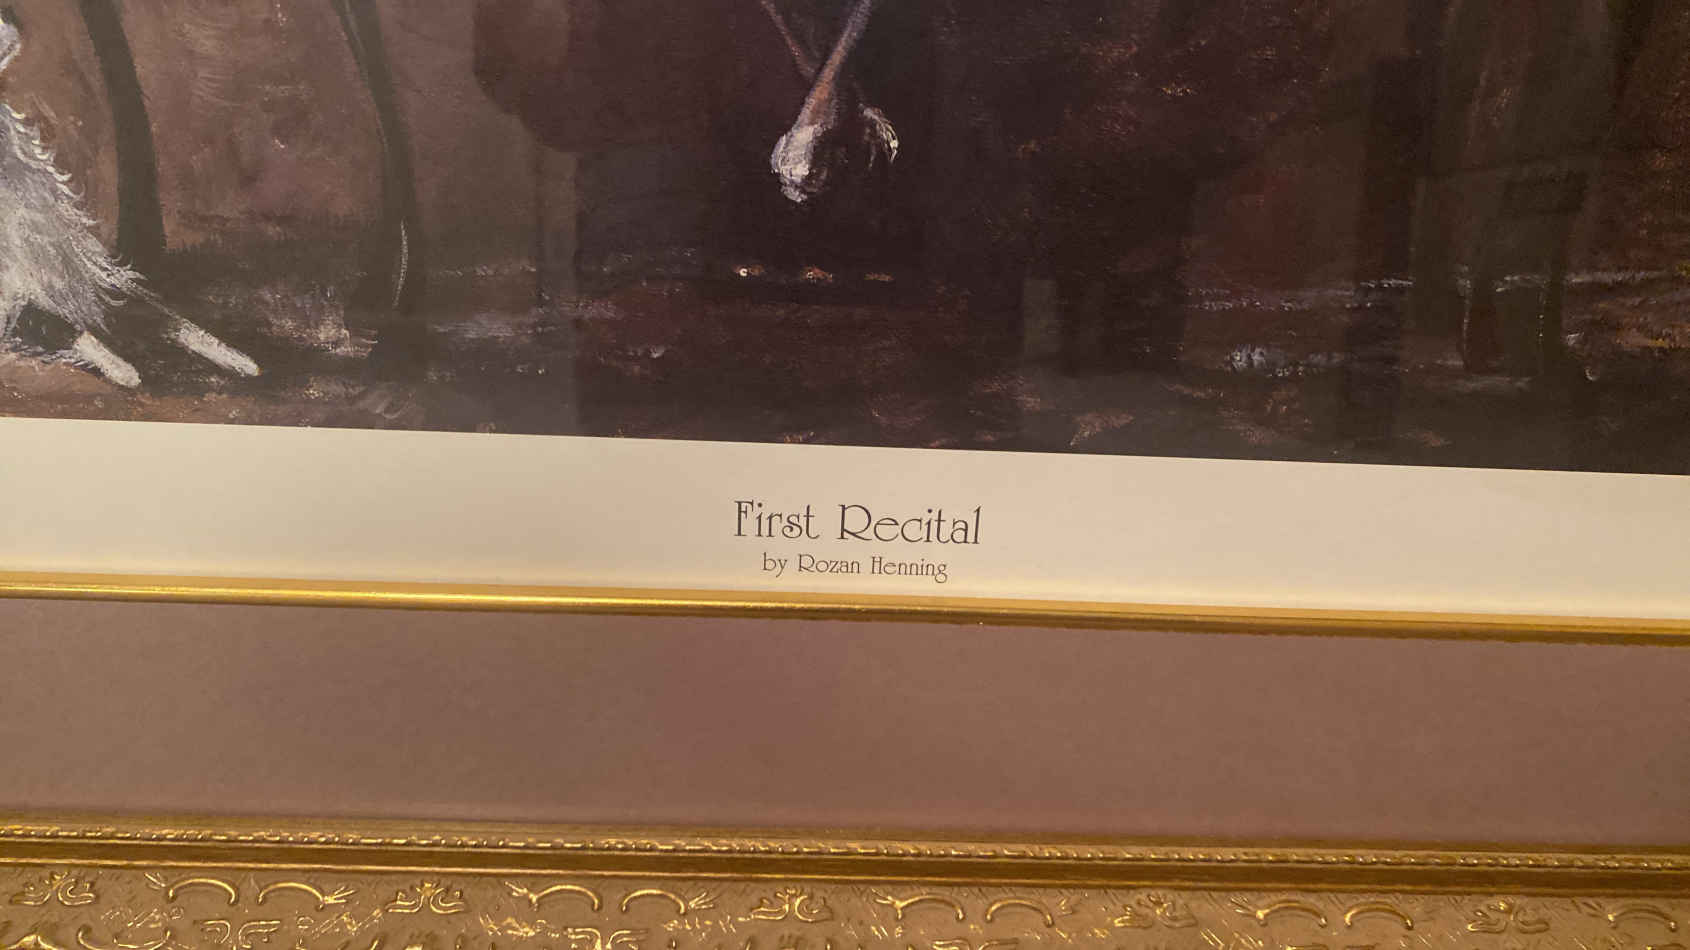 First Recital
by Rozan Henning